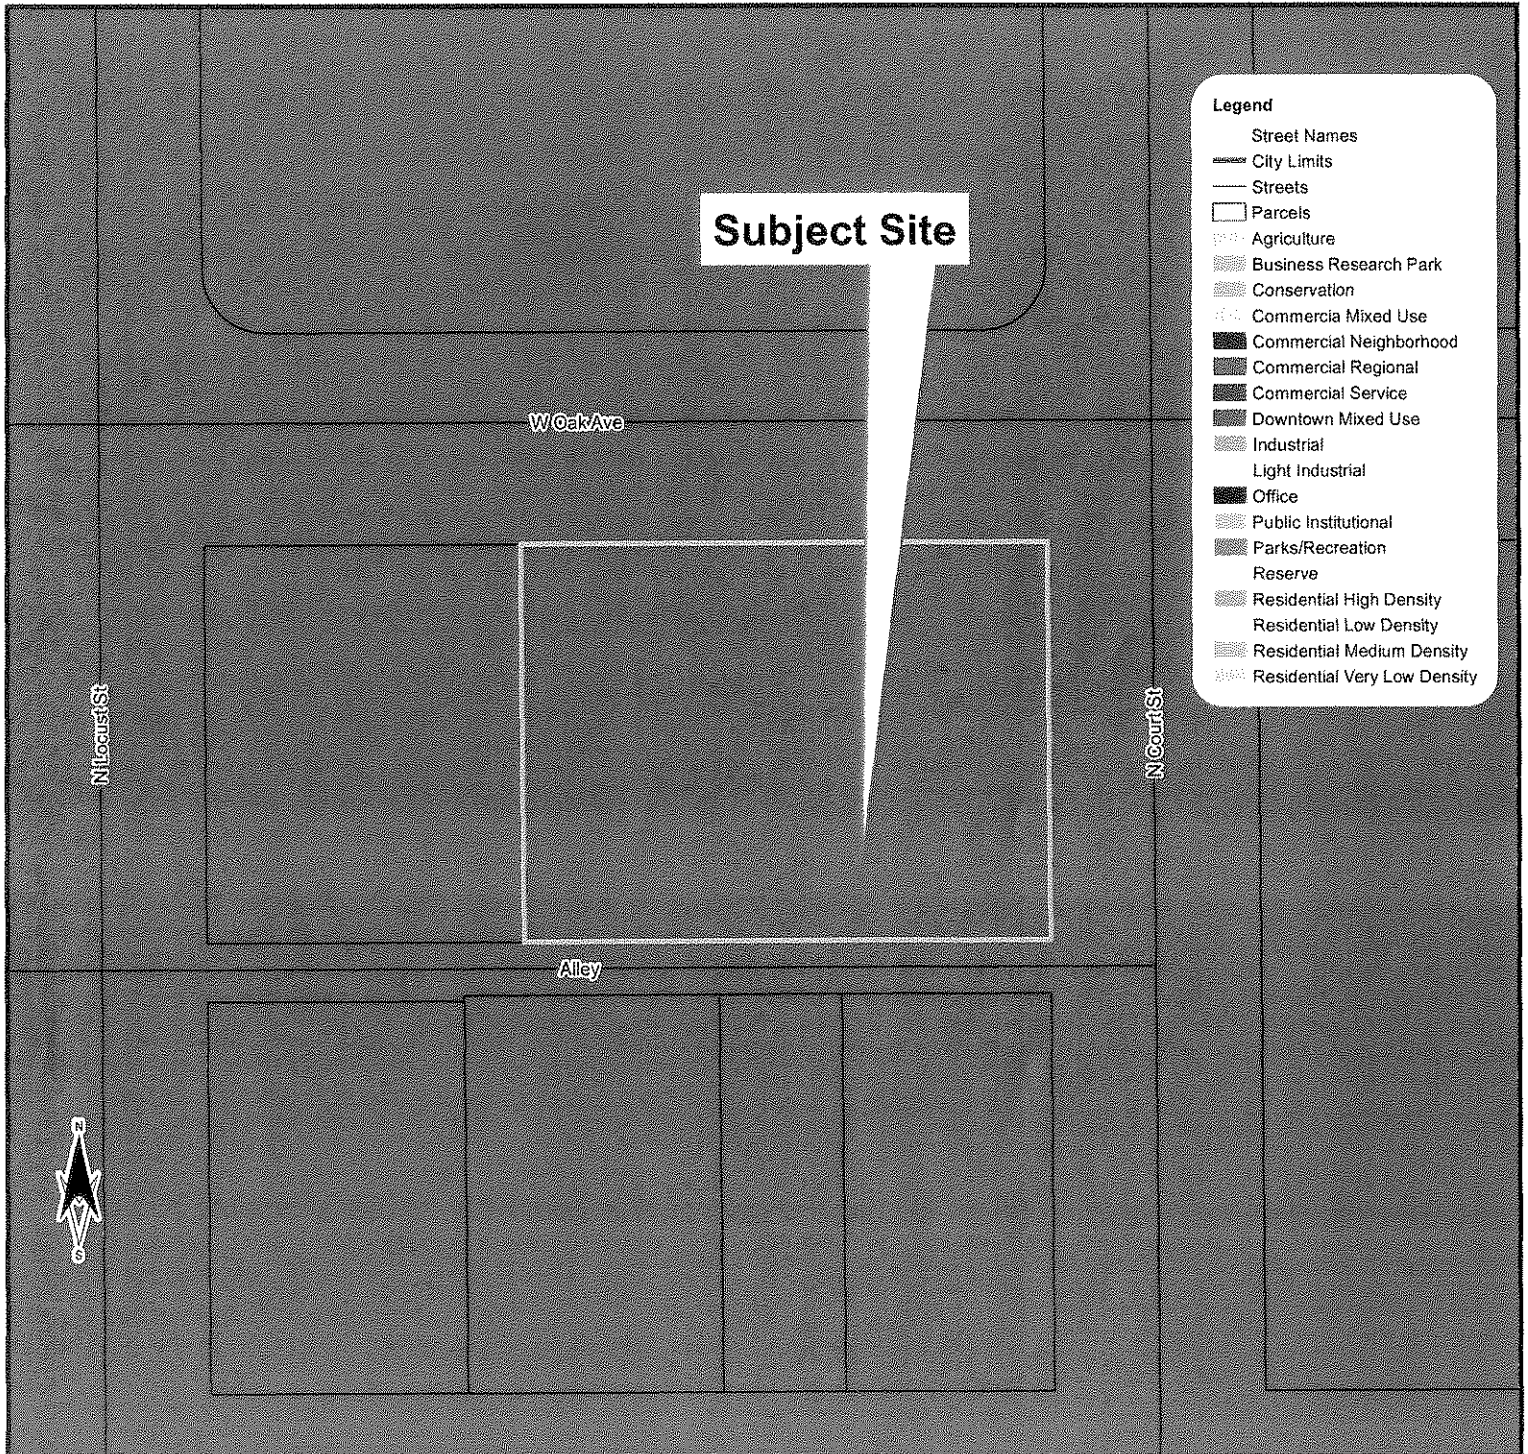 Legend
Street Names
City Limits
Streets
Parcels
Agriculture
Business Research Park
Conservation
Commercia Mixed Use
Commercial Neighborhood
Commercial Regional
Commercial Service
Downtown Mixed Use
Industrial
Light Industrial
Office
Public Institutional
Parks/Recreation
Reserve
Residential High Density
Residential Low Density
Residential Medium Density
Residential Very Low Density
Subject Site
W Oak Ave
N Locust St
N Court St
Alley
N
S